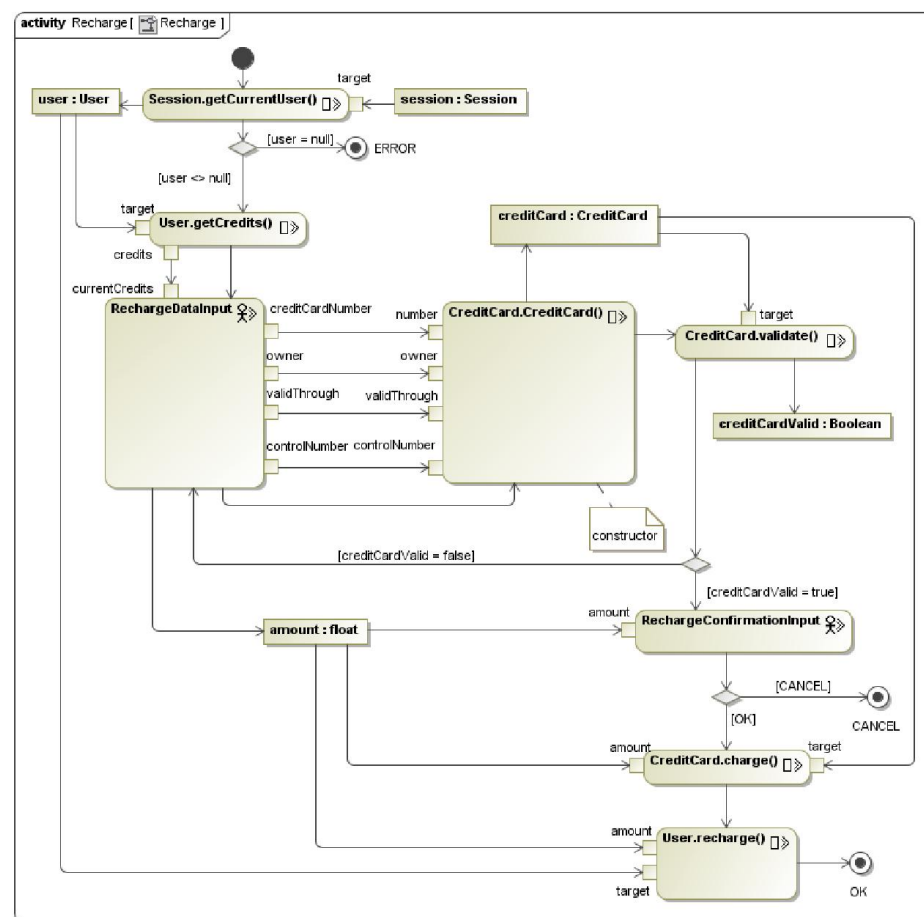 activity Recharge[ Recharge ]
target
user : User
Session.getCurrentUser()
session : Session
[user = null]
ERROR
[user <> null]
target
User.getCredits()
creditCard : CreditCard
credits
currentCredits
target
RechargeDataInput
creditCardNumber
number
CreditCard.CreditCard()
CreditCard.validate()
owner
owner
validThrough
validThrough
creditCardValid : Boolean
controlNumber
controlNumber
constructor
[creditCardValid = false]
[creditCardValid = true]
amount
RechargeConfirmationInput
amount : float
[CANCEL]
[OK]
CANCEL
amount
target
CreditCard.charge()
amount
User.recharge()
target
OK